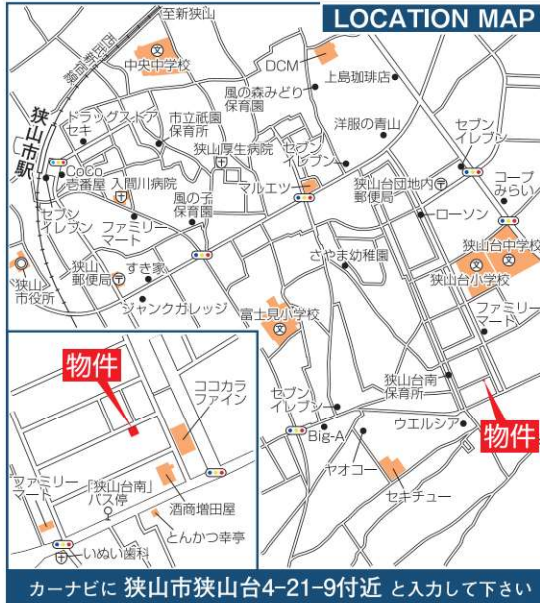 LOCATION MAP
至新狭山
西武新宿線
中央中学校
DCM
上島珈琲店
風の森みどり
保育園
ドラッグストア
セキ
市立祇園
保育所
洋服の青山
狭山市駅
狭山厚生病院
セブン
イレブン
セブン
イレブン
CoCo
壱番屋
入間川病院
マルエツ
狭山台団地内
郵便局
コープ
みらい
風の子
保育園
セブン
イレブン
ファミリー
マート
ローソン
狭山台中学校
さやま幼稚園
狭山台小学校
狭山
市役所
狭山
郵便局
すき家
ジャンクガレッジ
富士見小学校
ファミリー
マート
狭山台南
保育所
セブン
イレブン
Big-A
ウエルシア
物件
ヤオコー
セキチュー
物件
ココカラ
ファイン
ファミリー
マート
「狭山台南」
バス停
酒商増田屋
とんかつ幸亭
いぬい歯科
カーナビに 狭山市狭山台4-21-9付近 と入力して下さい